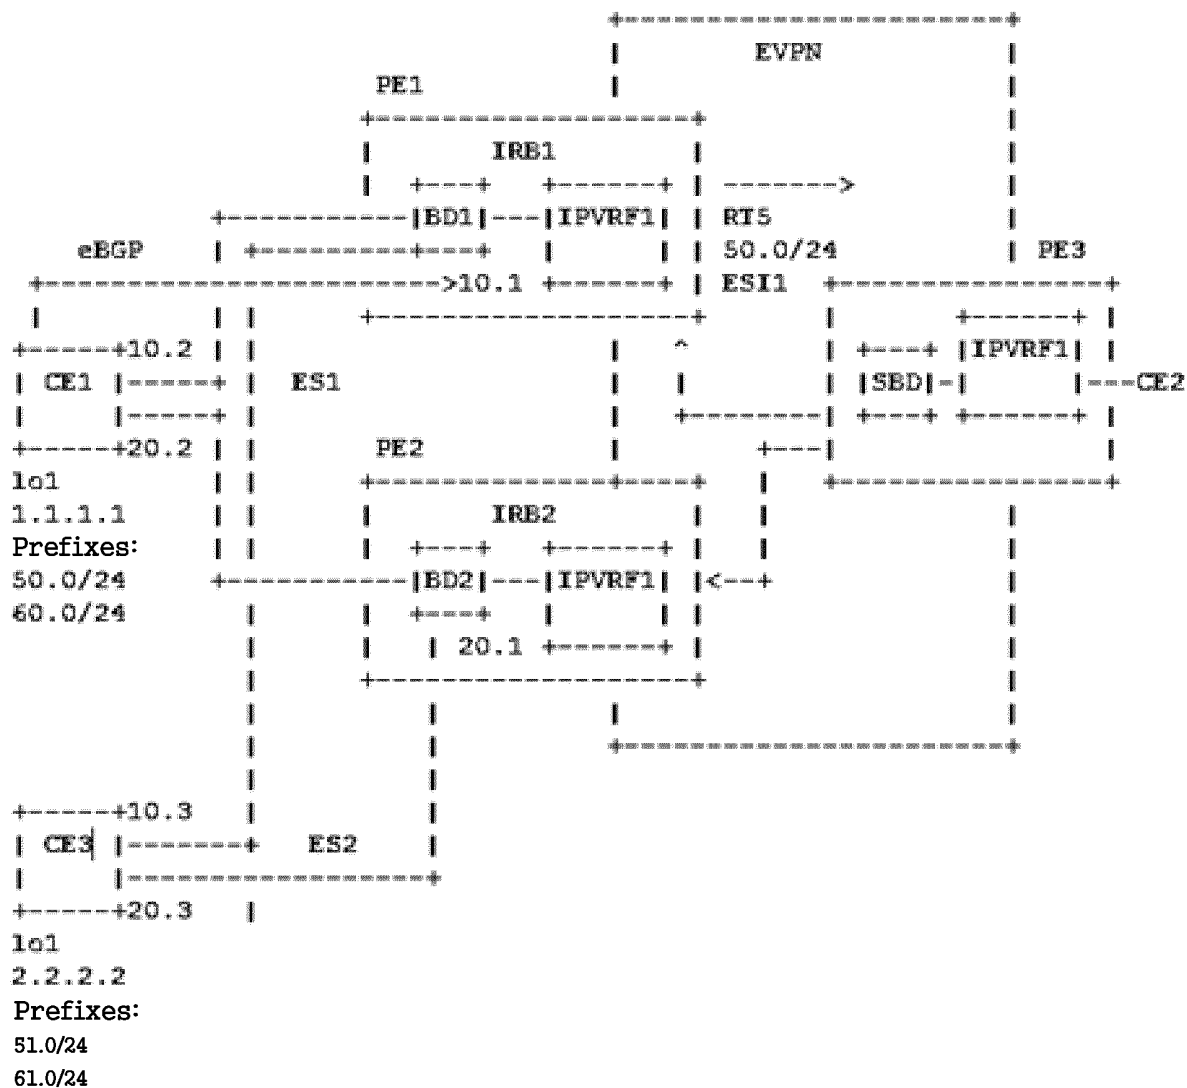 EVPN
PE1
IRB1
BD1 IPVRF1 RT5
eBGP 50.0/24 PE3
>10.1 ESI1
10.2 IPVRF1
CE1 ES1 SBD CE2
20.2 PE2
lo1
1.1.1.1 IRB2
Prefixes:
50.0/24 BD2 IPVRF1
60.0/24
20.1
10.3
CE3 ES2
20.3
lo1
2.2.2.2
Prefixes:
51.0/24
61.0/24